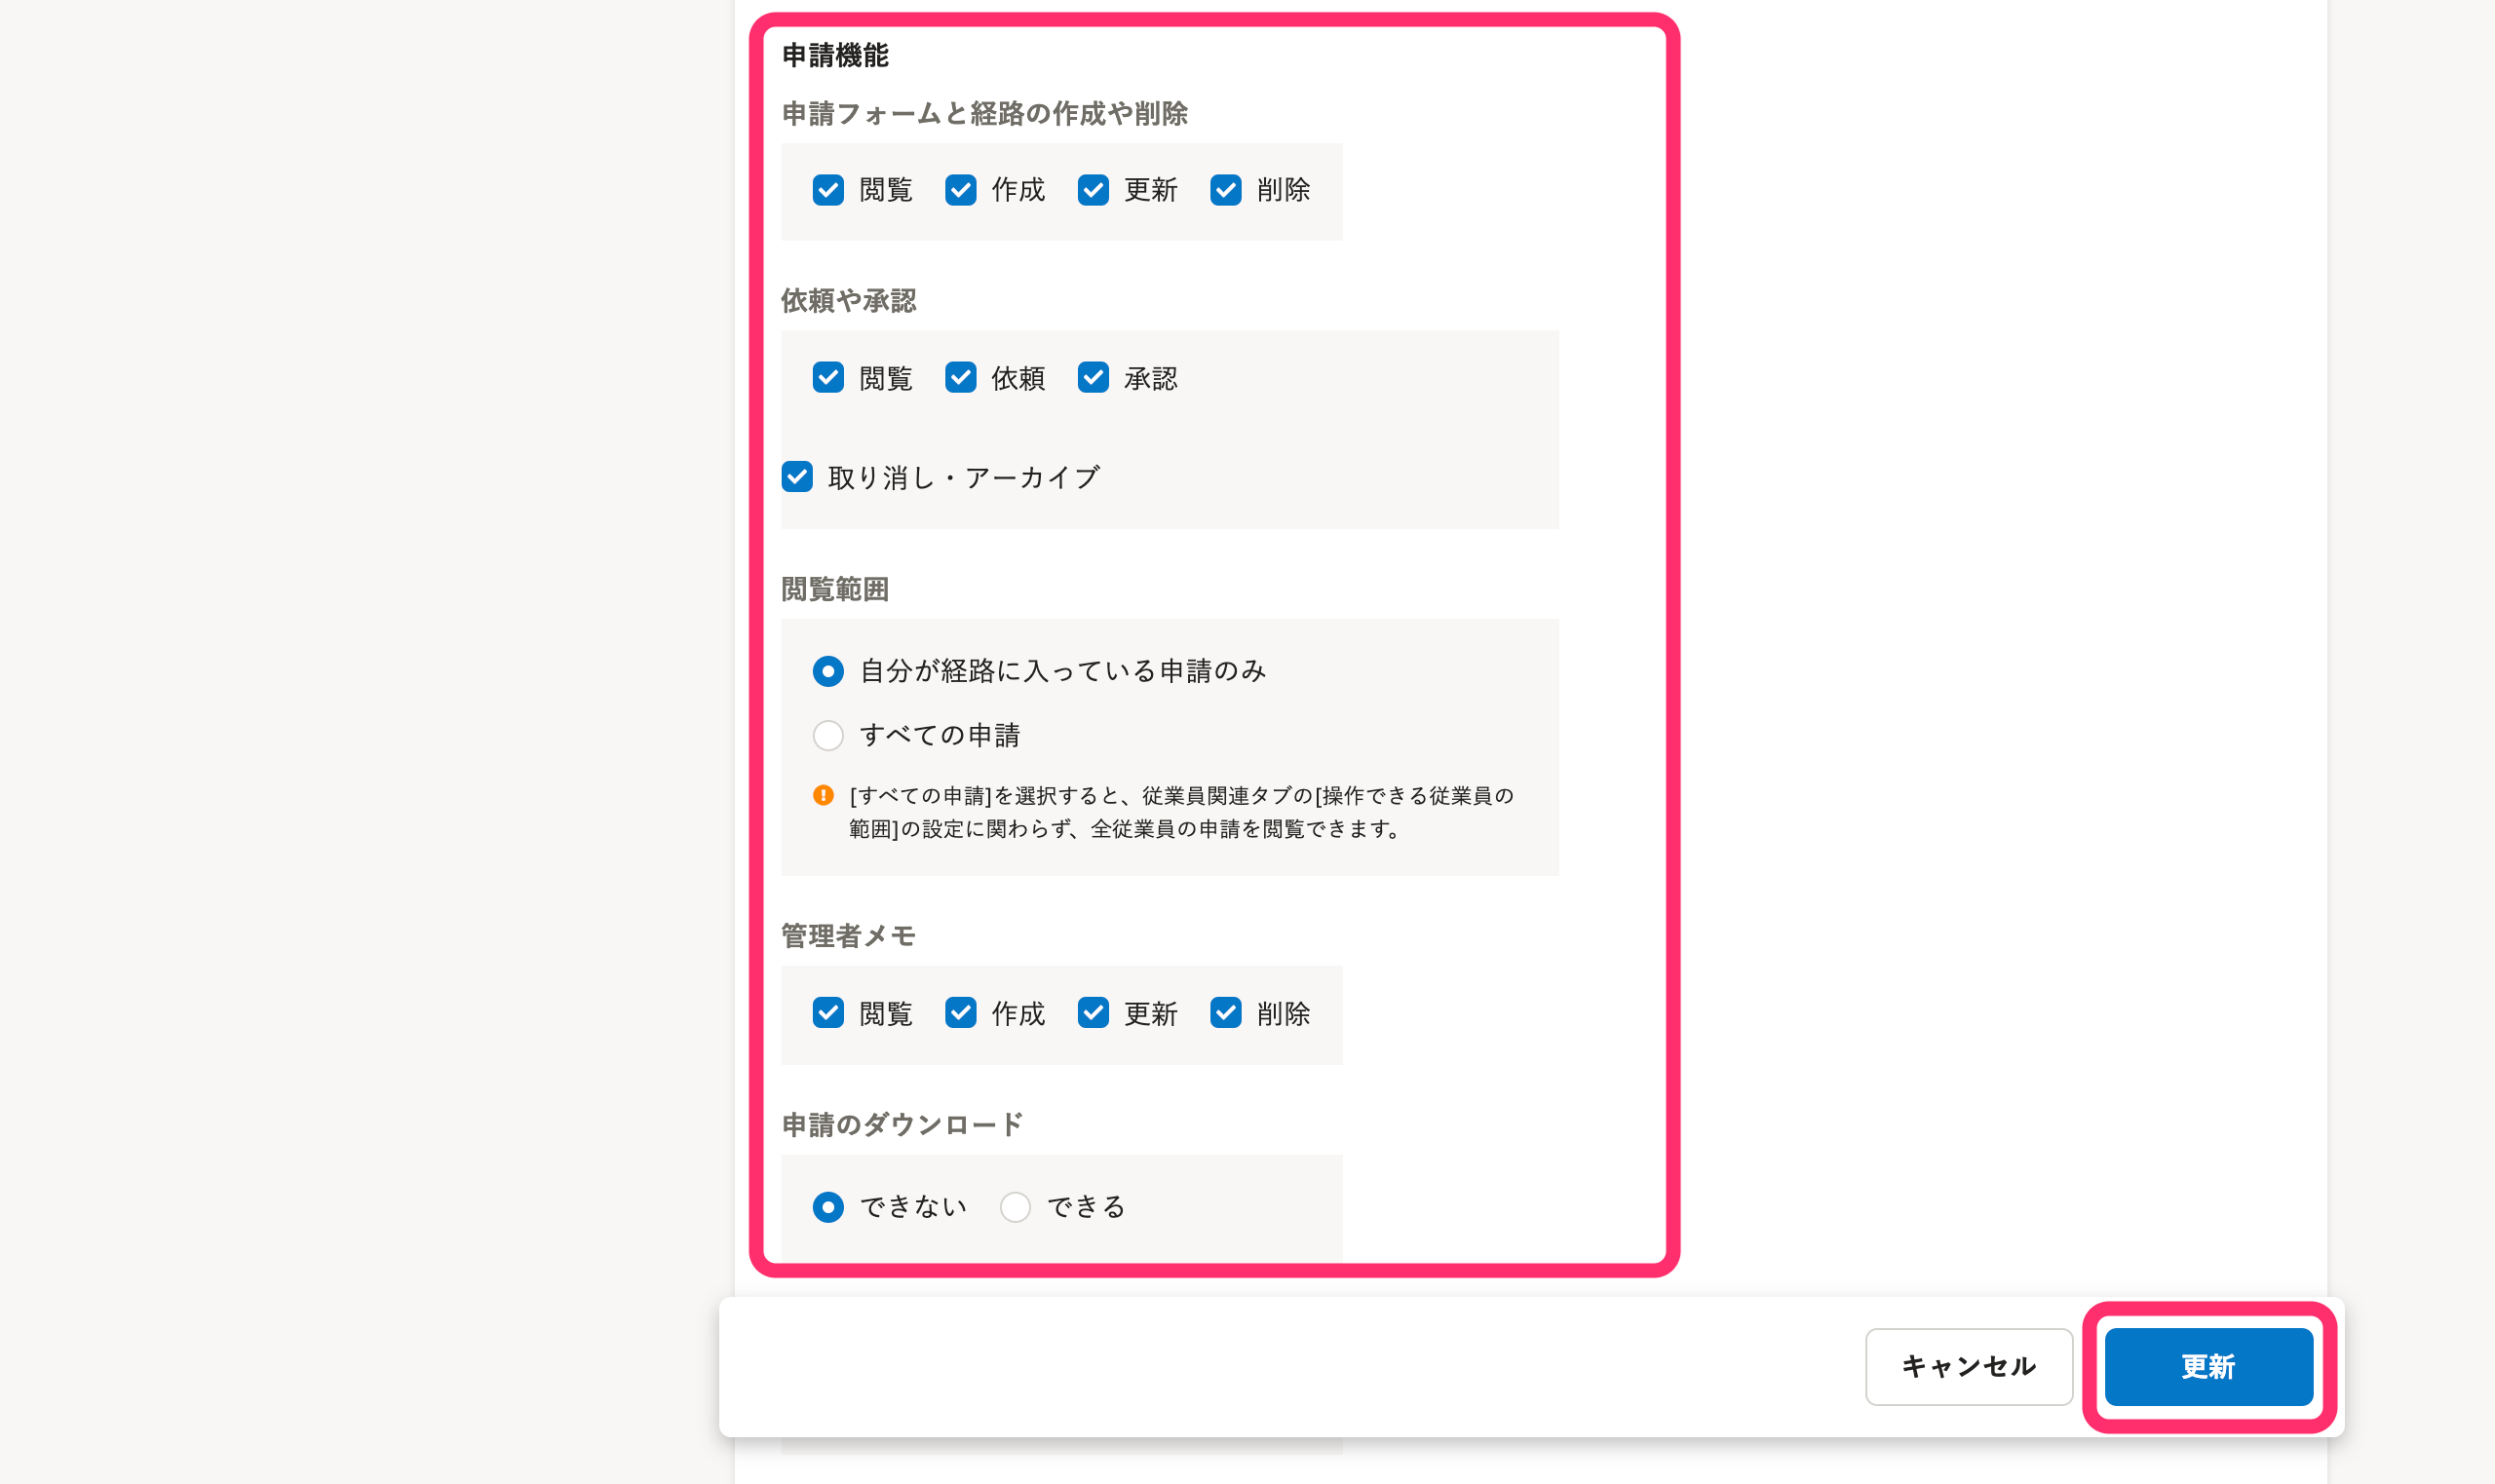 申請機能
申請フォームと経路の作成や削除
閲覧 作成 更新 削除
依頼や承認
閲覧 依頼 承認
取り消し・アーカイブ
閲覧範囲
自分が経路に入っている申請のみ
すべての申請
[すべての申請]を選択すると、従業員関連タブの[操作できる従業員の
範囲]の設定に関わらず、全従業員の申請を閲覧できます。
管理者メモ
閲覧 作成 更新 削除
申請のダウンロード
できない できる
キャンセル 更新